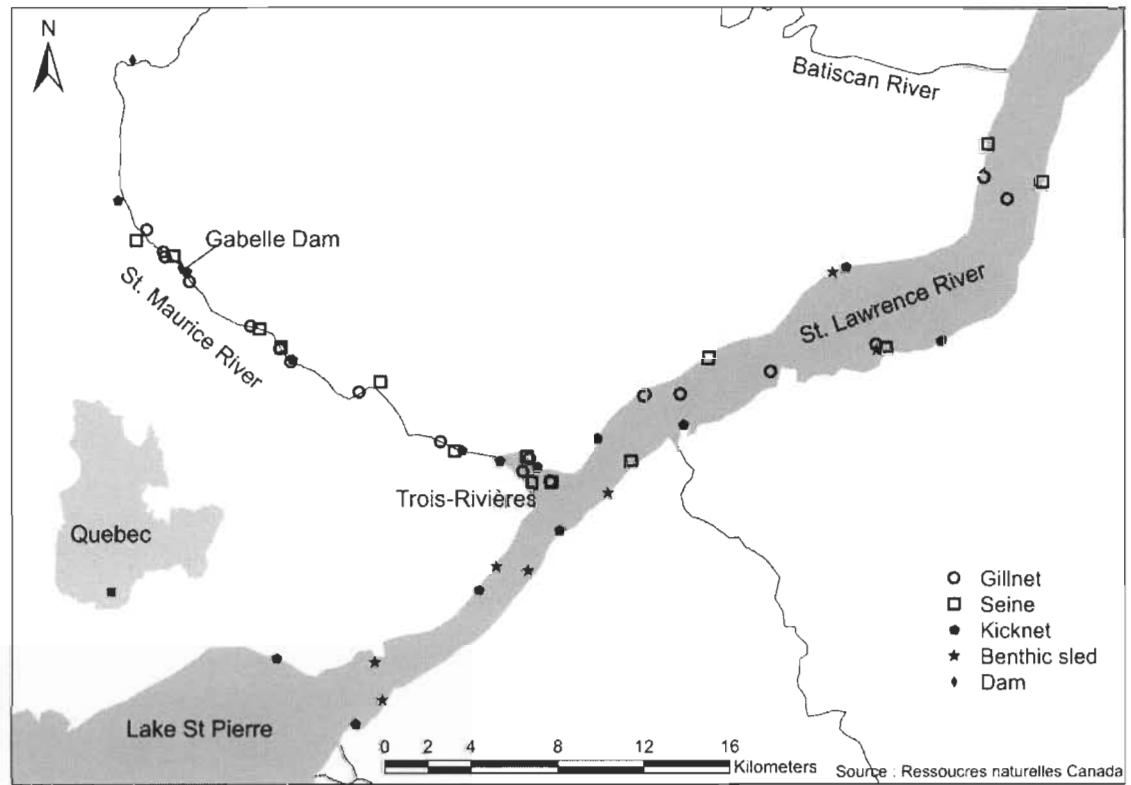 N
Batiscan River
Gabelle Dam
St. Maurice River
St. Lawrence River
Trois-Rivières
Quebec
Gillnet
Seine
Kicknet
Benthic sled
Dam
Lake St Pierre
0 2 4 8 12 16
Kilometers
Source : Ressoucres naturelles Canada